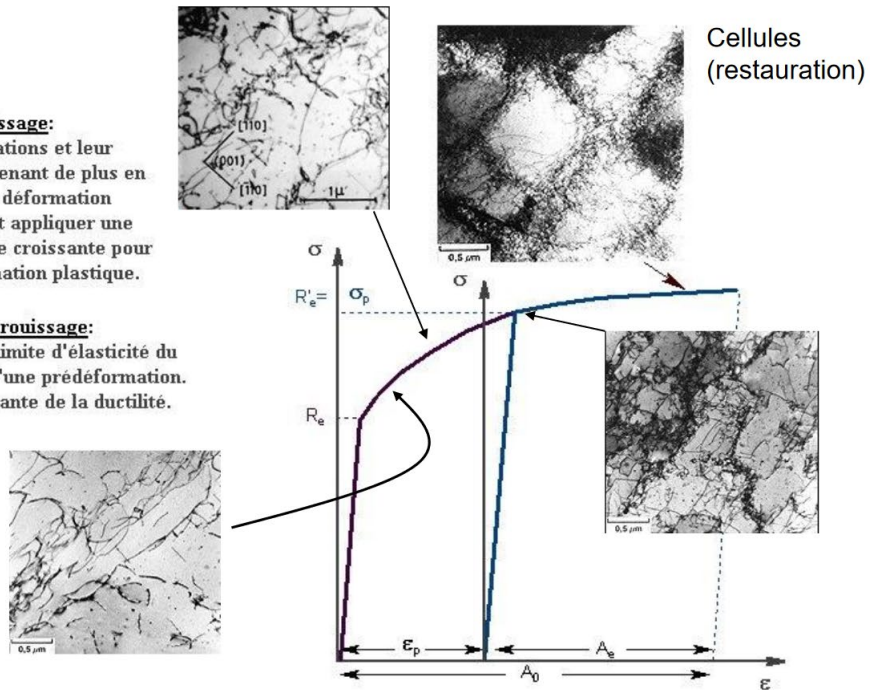 Cellules
(restauration)
ssage:
ations et leur
enant de plus en
déformation
t appliquer une
e croissante pour
nation plastique.
rouissage:
imite d'élasticité du
'une prédéformation.
ante de la ductilité.
[110]
(001)
[110]
1µ
0,5 µm
σ
σ
R'e=
σp
Re
0,5 µm
0,5 µm
εp
Ae
A0
ε